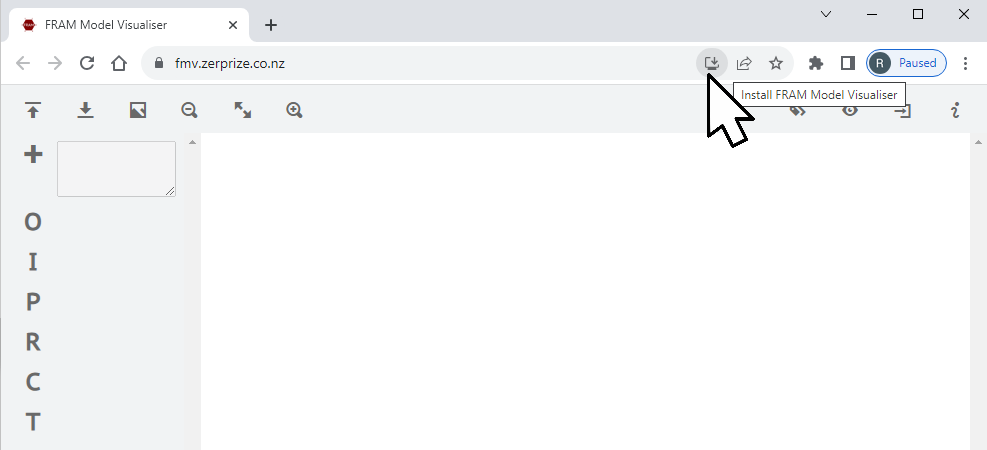 FRAM Model Visualiser
fmv.zerprize.co.nz
R Paused
Install FRAM Model Visualiser
O
I
P
R
C
T